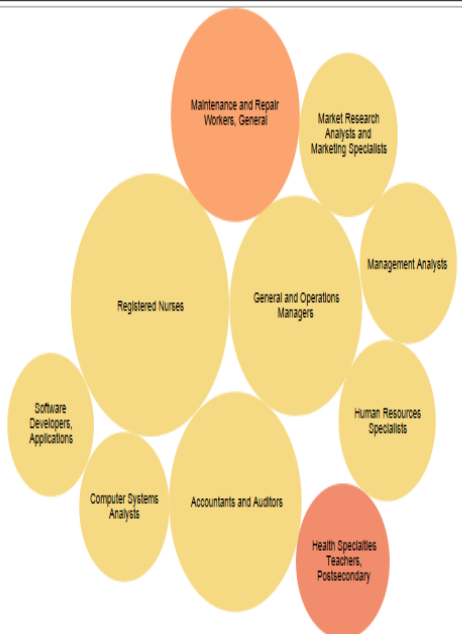 Maintenance and Repair
Workers, General
Market Research
Analysts and
Marketing Specialists
Management Analysts
Registered Nurses
General and Operations
Managers
Software
Developers,
Applications
Human Resources
Specialists
Computer Systems
Analysts
Accountants and Auditors
Health Specialties
Teachers,
Postsecondary